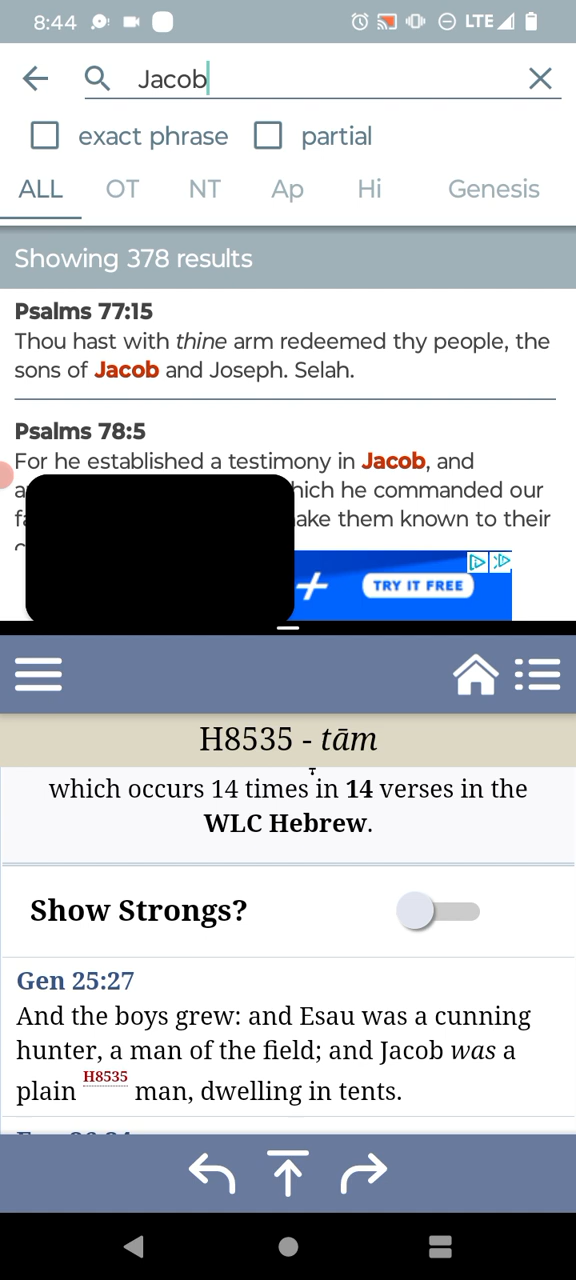 8:44 LTE
Jacob
exact phrase partial
ALL OT NT Ap Hi Genesis
Showing 378 results
Psalms 77:15
Thou hast with thine arm redeemed thy people, the
sons of Jacob and Joseph. Selah.
Psalms 78:5
For he established a testimony in Jacob, and
he commanded our
them known to their
TRY IT FREE
H8535 - tām
which occurs 14 times in 14 verses in the
WLC Hebrew.
Show Strongs?
Gen 25:27
And the boys grew: and Esau was a cunning
hunter, a man of the field; and Jacob was a
plain H8535 man, dwelling in tents.